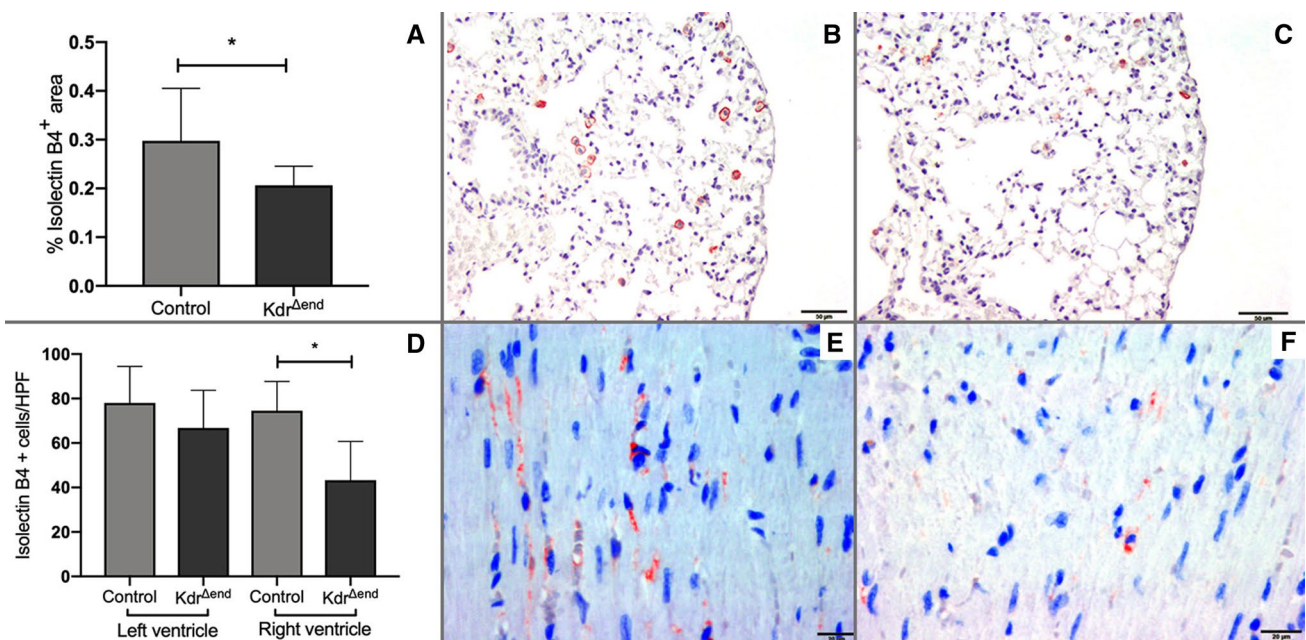 A
% Isolectin B4+ area
0.5
0.4
0.3
0.2
0.1
0.0
*
Control
KdrΔend
B
50 µm
C
50 µm
D
Isolectin B4 + cells/HPF
100
80
60
40
20
0
*
Control
KdrΔend
Control
KdrΔend
Left ventricle
Right ventricle
E
F
20 µm